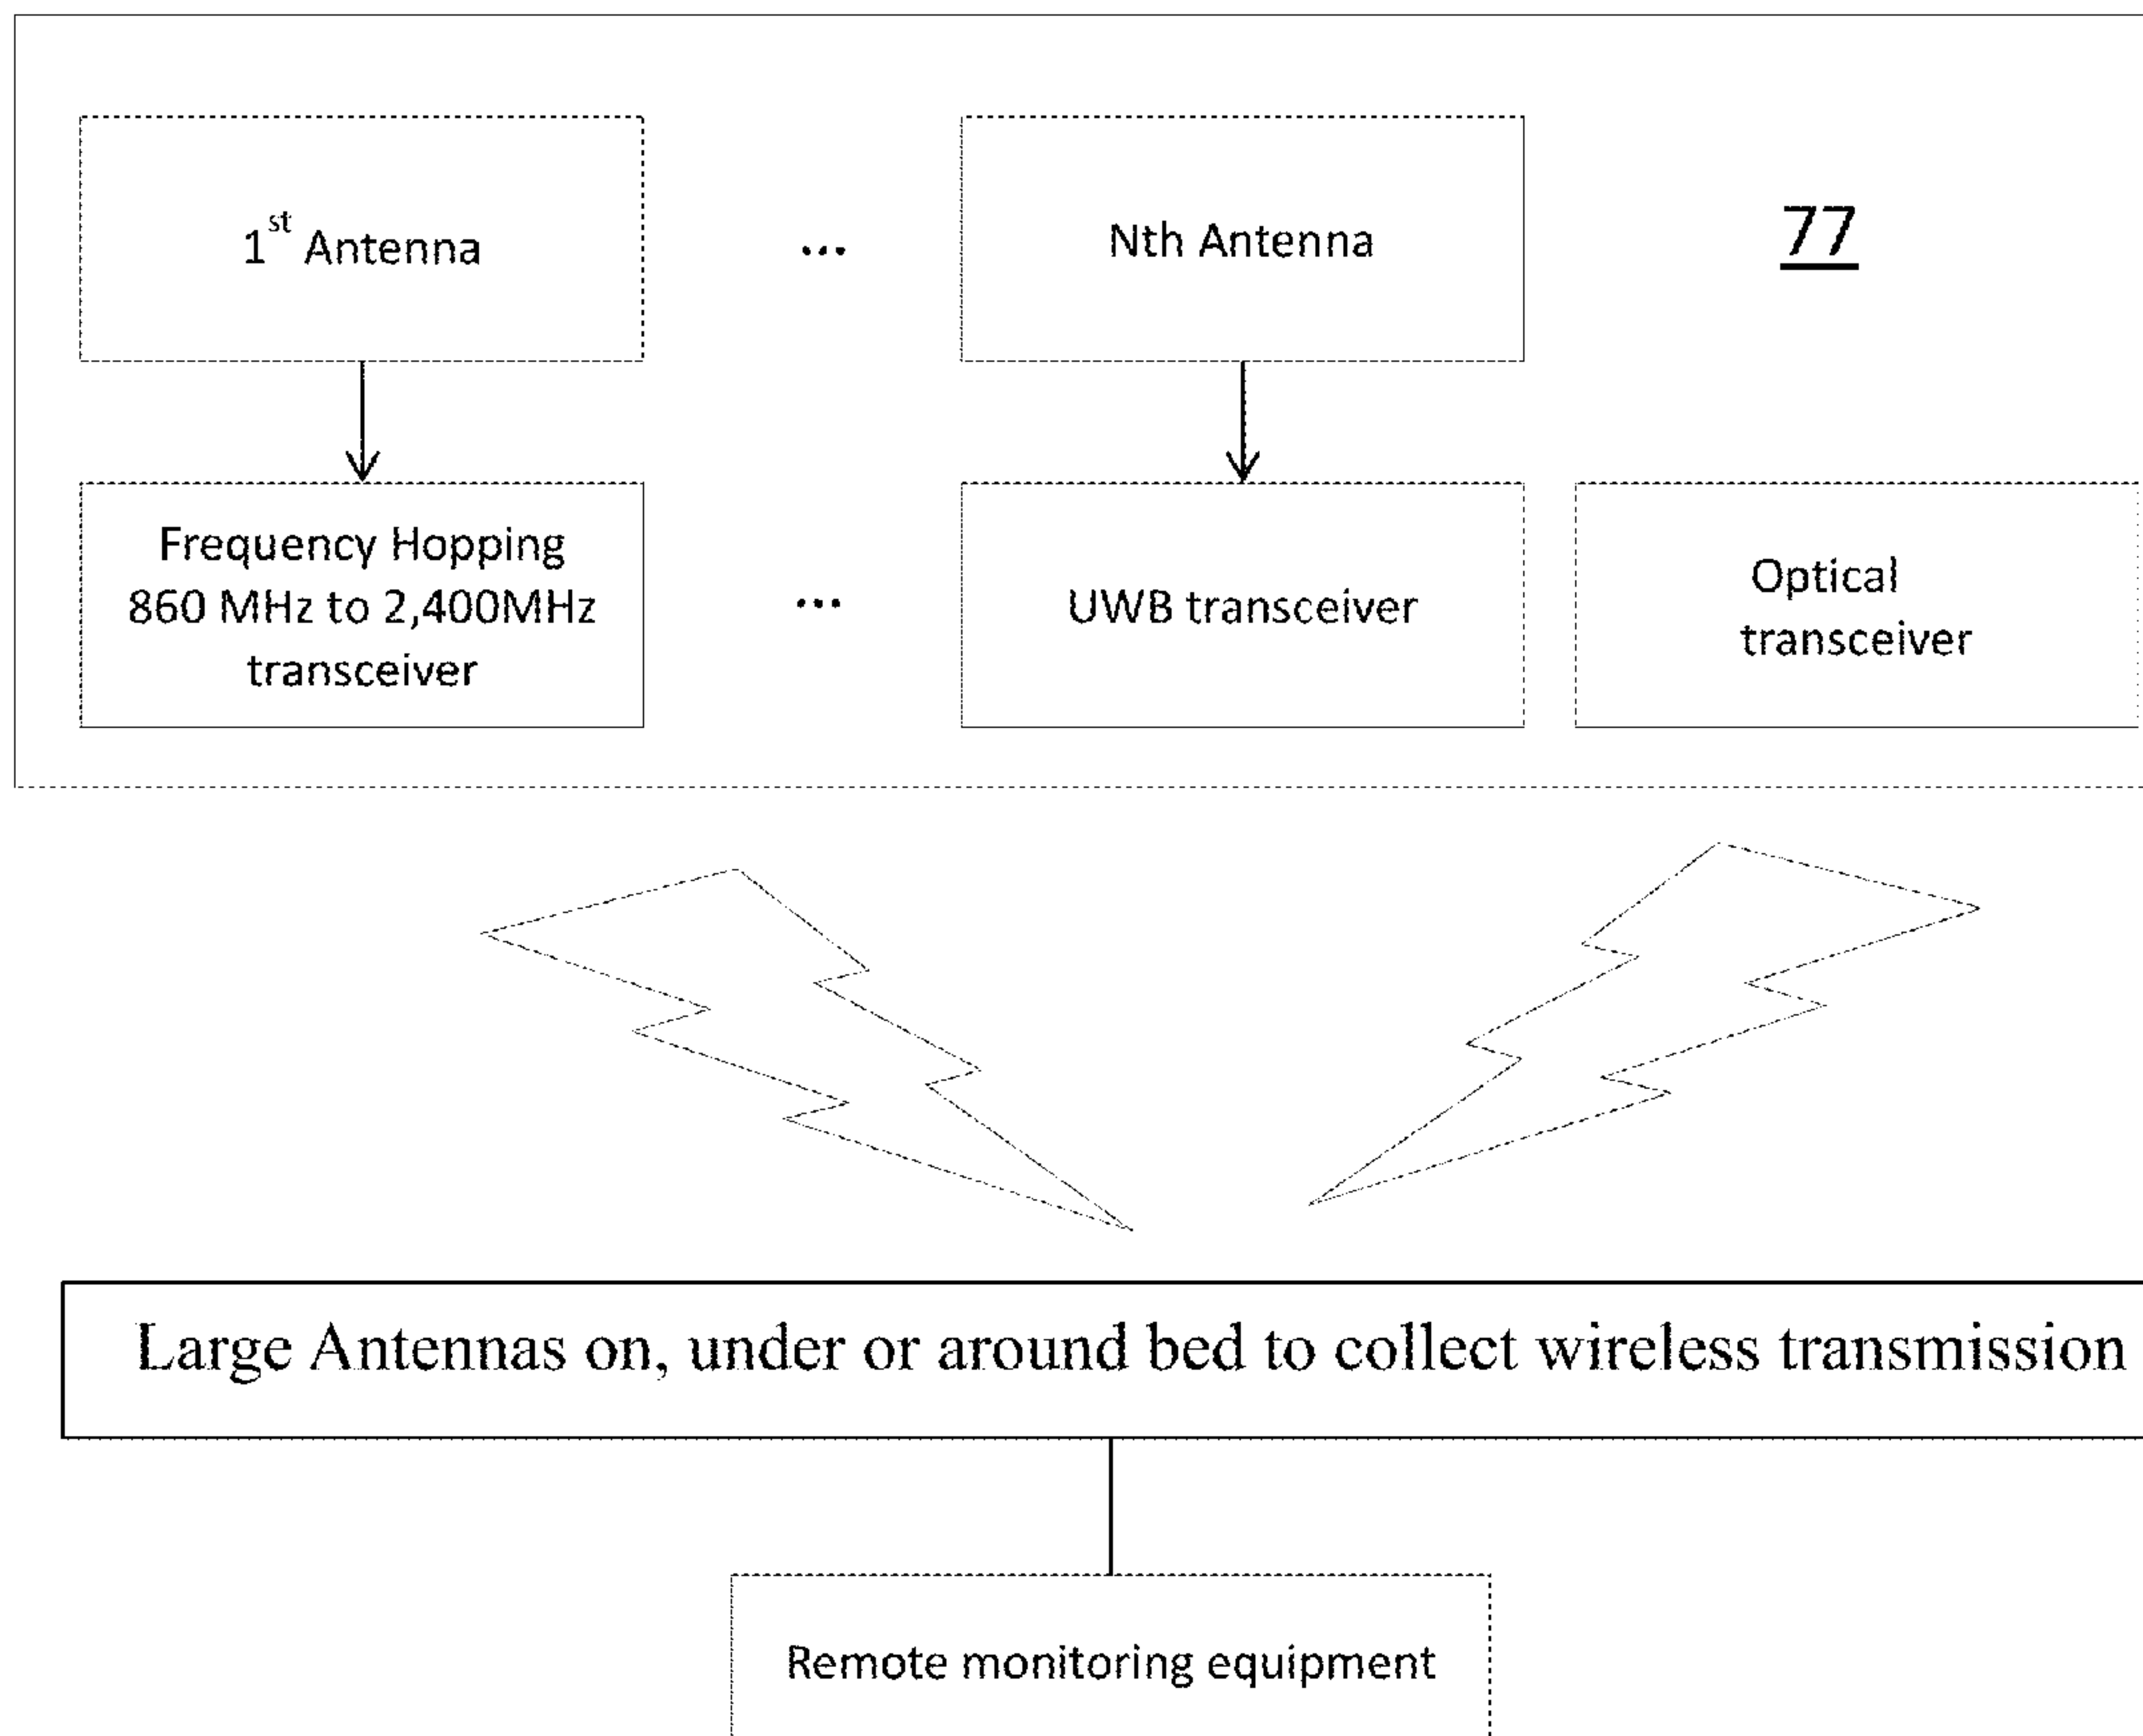 1st Antenna
...
Nth Antenna
77
Frequency Hopping
860 MHz to 2,400MHz
transceiver
...
UWB transceiver
Optical
transceiver
Large Antennas on, under or around bed to collect wireless transmission
Remote monitoring equipment